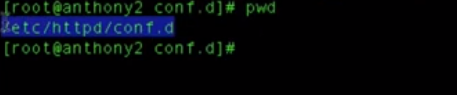 [root@anthony2 conf.d]# pwd
/etc/httpd/conf.d
[root@anthony2 conf.d]#